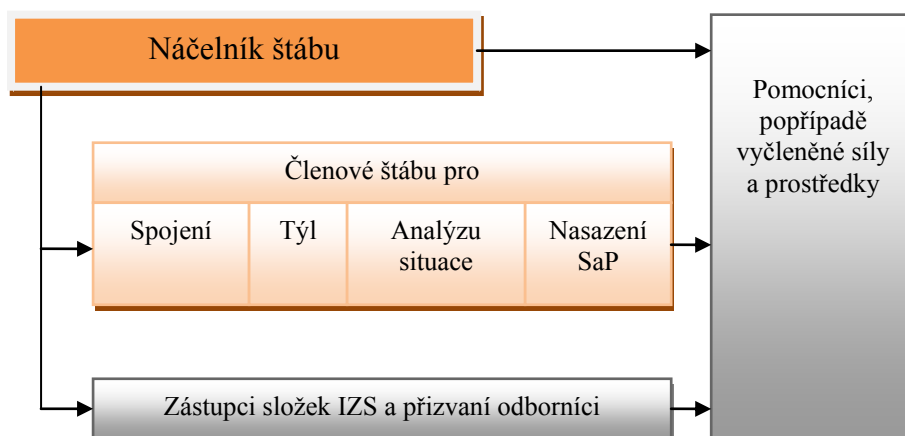 Náčelník štábu
Pomocníci,
popřípadě
vyčleněné síly
a prostředky
Členové štábu pro
Spojení
Týl
Analýzu
situace
Nasazení
SaP
Zástupci složek IZS a přizvaní odborníci